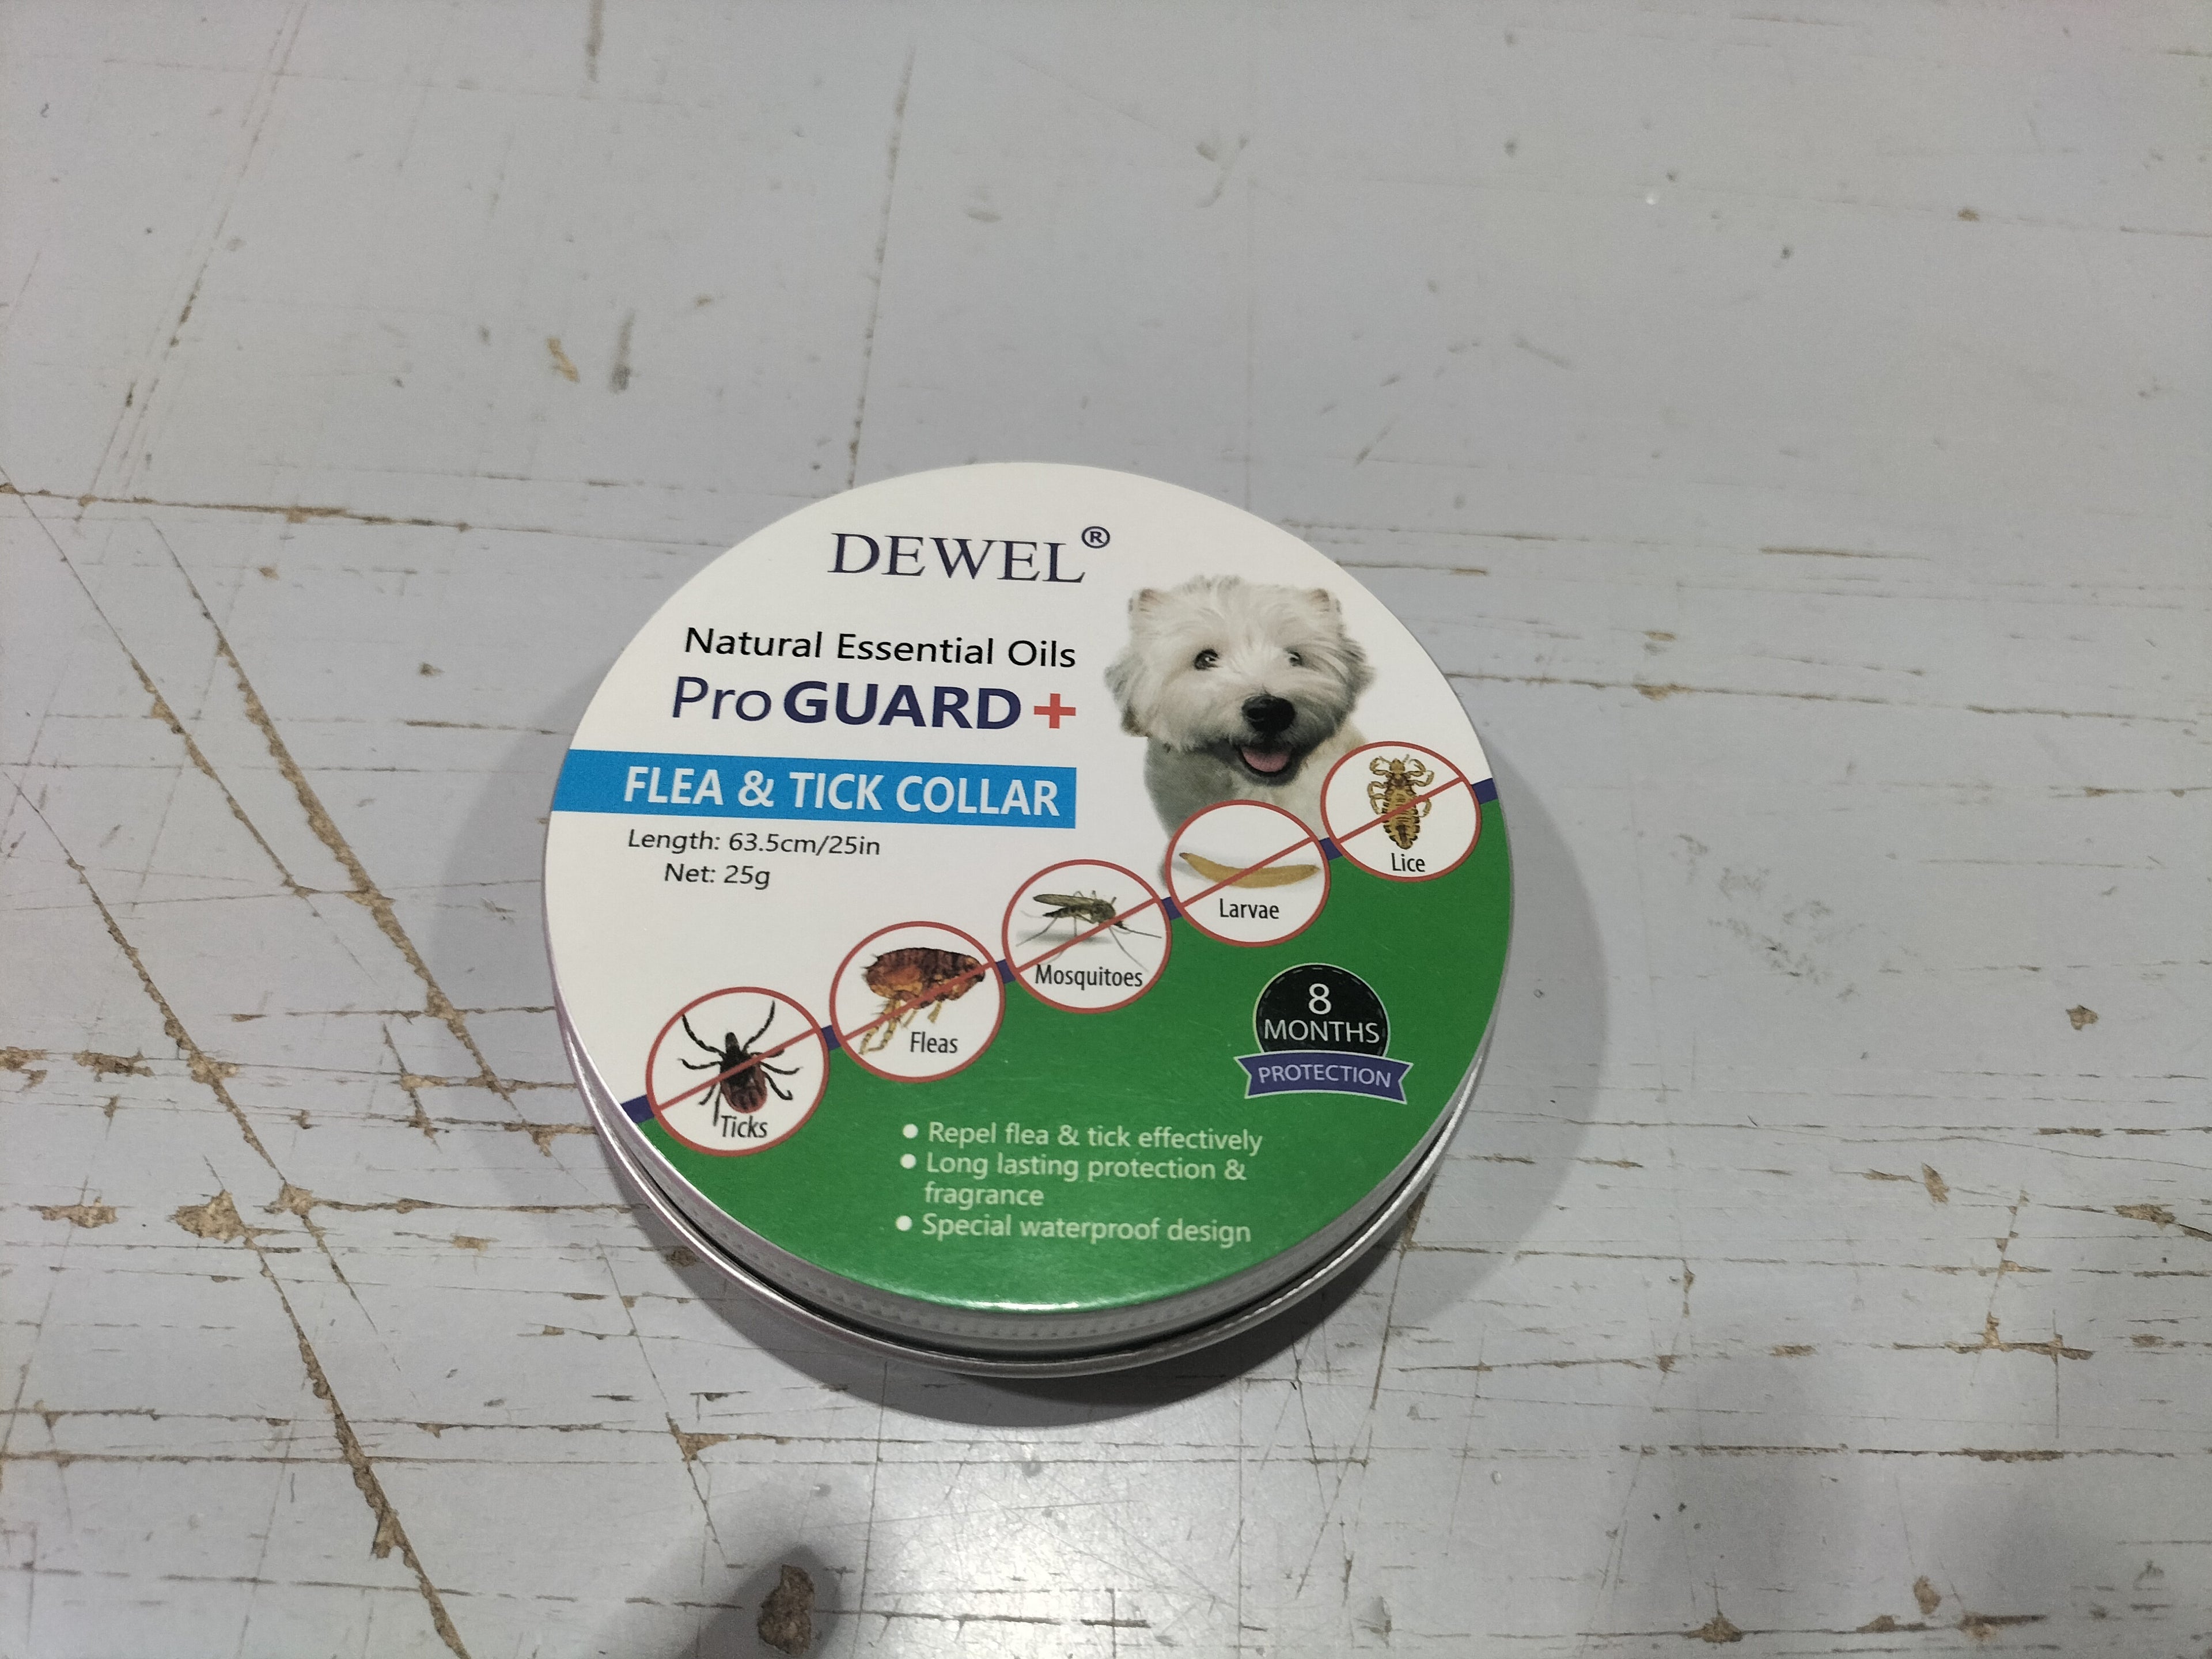 DEWEL®
Natural Essential Oils
Pro GUARD +
FLEA & TICK COLLAR
Length: 63.5cm/25in
Net: 25g
Lice
Larvae
Mosquitoes
Fleas
Ticks
8
MONTHS
PROTECTION
• Repel flea & tick effectively
• Long lasting protection &
fragrance
• Special waterproof design